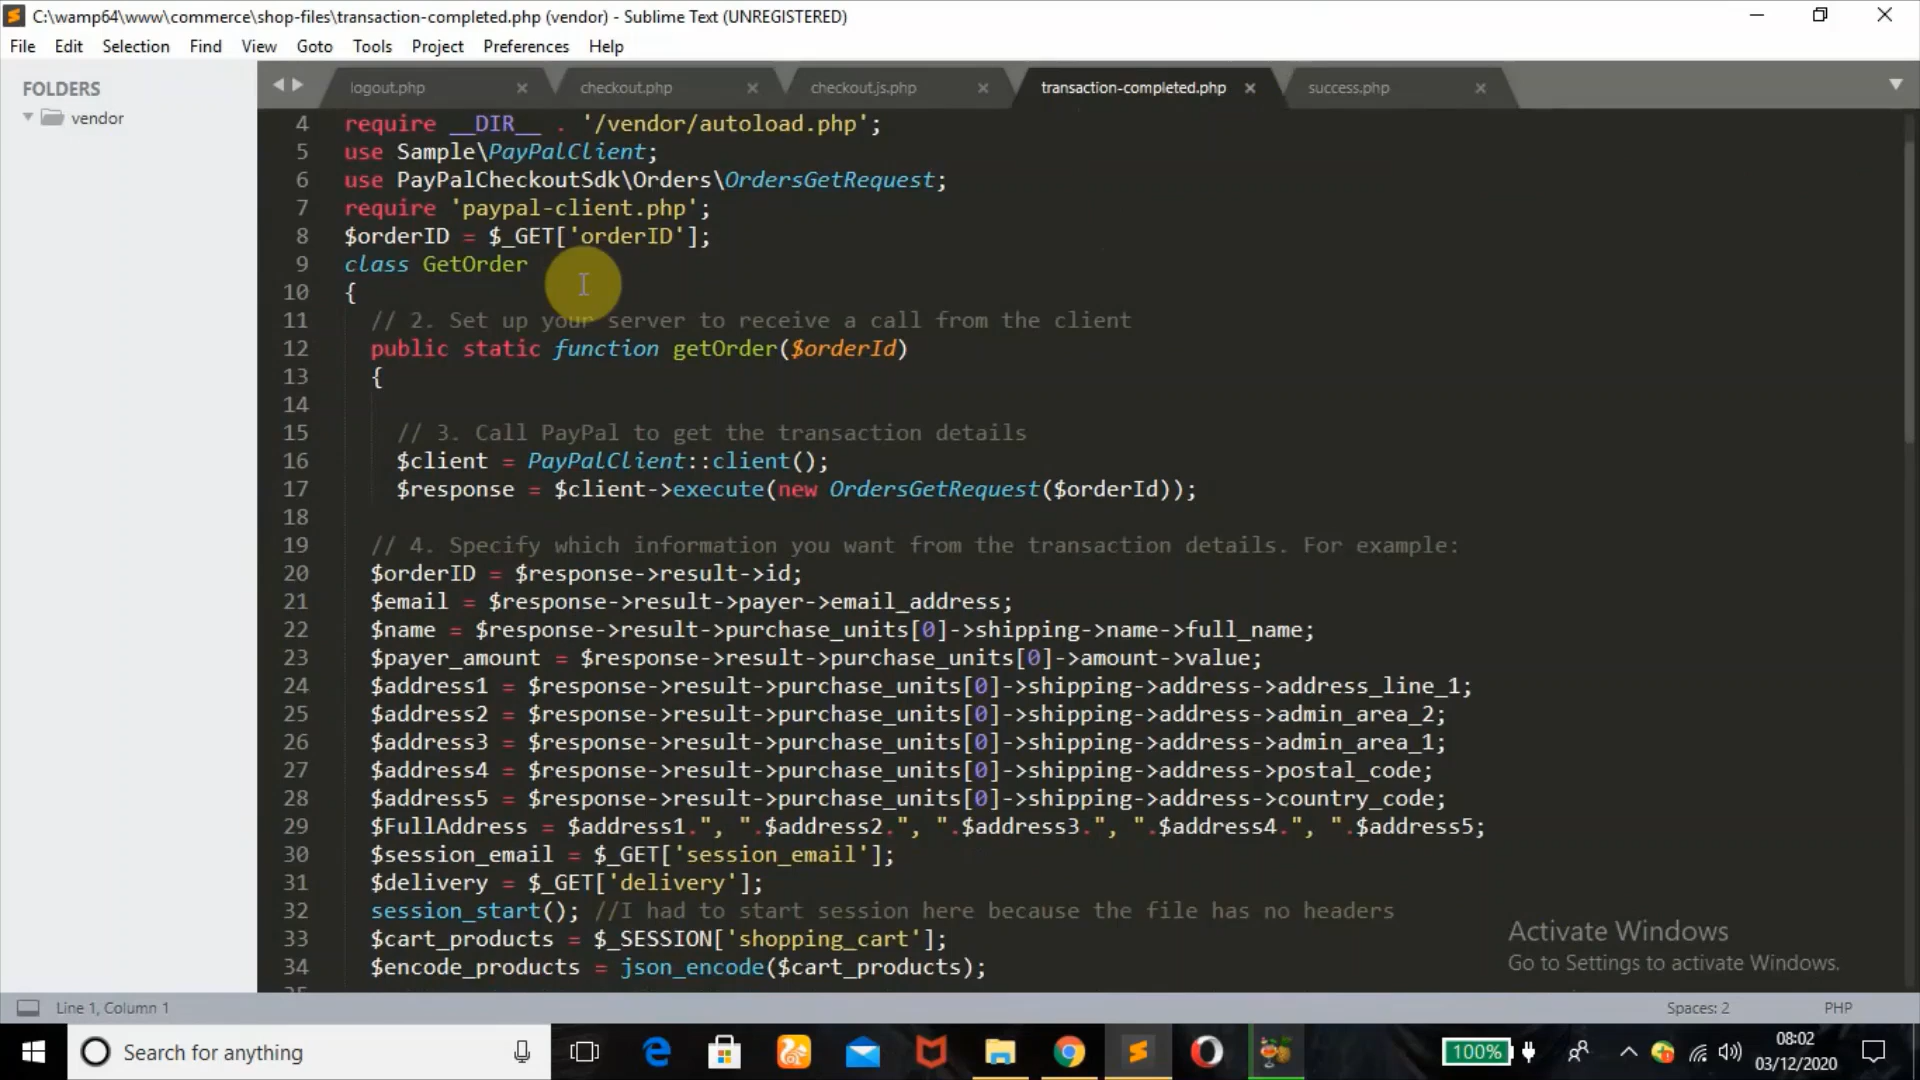 C:\wamp64\www\commerce\shop-files\transaction-completed.php (vendor) - Sublime Text (UNREGISTERED)
File Edit Selection Find View Goto Tools Project Preferences Help
FOLDERS
vendor
logout.php checkout.php checkout.js.php transaction-completed.php success.php
4 require __DIR__ . '/vendor/autoload.php';
5 use Sample\PayPalClient;
6 use PayPalCheckoutSdk\Orders\OrdersGetRequest;
7 require 'paypal-client.php';
8 $orderID = $_GET['orderID'];
9 class GetOrder
10 {
11 // 2. Set up your server to receive a call from the client
12 public static function getOrder($orderId)
13 {
14
15 // 3. Call PayPal to get the transaction details
16 $client = PayPalClient::client();
17 $response = $client->execute(new OrdersGetRequest($orderId));
18
19 // 4. Specify which information you want from the transaction details. For example:
20 $orderID = $response->result->id;
21 $email = $response->result->payer->email_address;
22 $name = $response->result->purchase_units[0]->shipping->name->full_name;
23 $payer_amount = $response->result->purchase_units[0]->amount->value;
24 $address1 = $response->result->purchase_units[0]->shipping->address->address_line_1;
25 $address2 = $response->result->purchase_units[0]->shipping->address->admin_area_2;
26 $address3 = $response->result->purchase_units[0]->shipping->address->admin_area_1;
27 $address4 = $response->result->purchase_units[0]->shipping->address->postal_code;
28 $address5 = $response->result->purchase_units[0]->shipping->address->country_code;
29 $FullAddress = $address1.", ".$address2.", ".$address3.", ".$address4.", ".$address5;
30 $session_email = $_GET['session_email'];
31 $delivery = $_GET['delivery'];
32 session_start(); //I had to start session here because the file has no headers
33 $cart_products = $_SESSION['shopping_cart'];
34 $encode_products = json_encode($cart_products);
Activate Windows
Go to Settings to activate Windows.
Line 1, Column 1 Spaces: 2 PHP
Search for anything 100% 08:02
03/12/2020